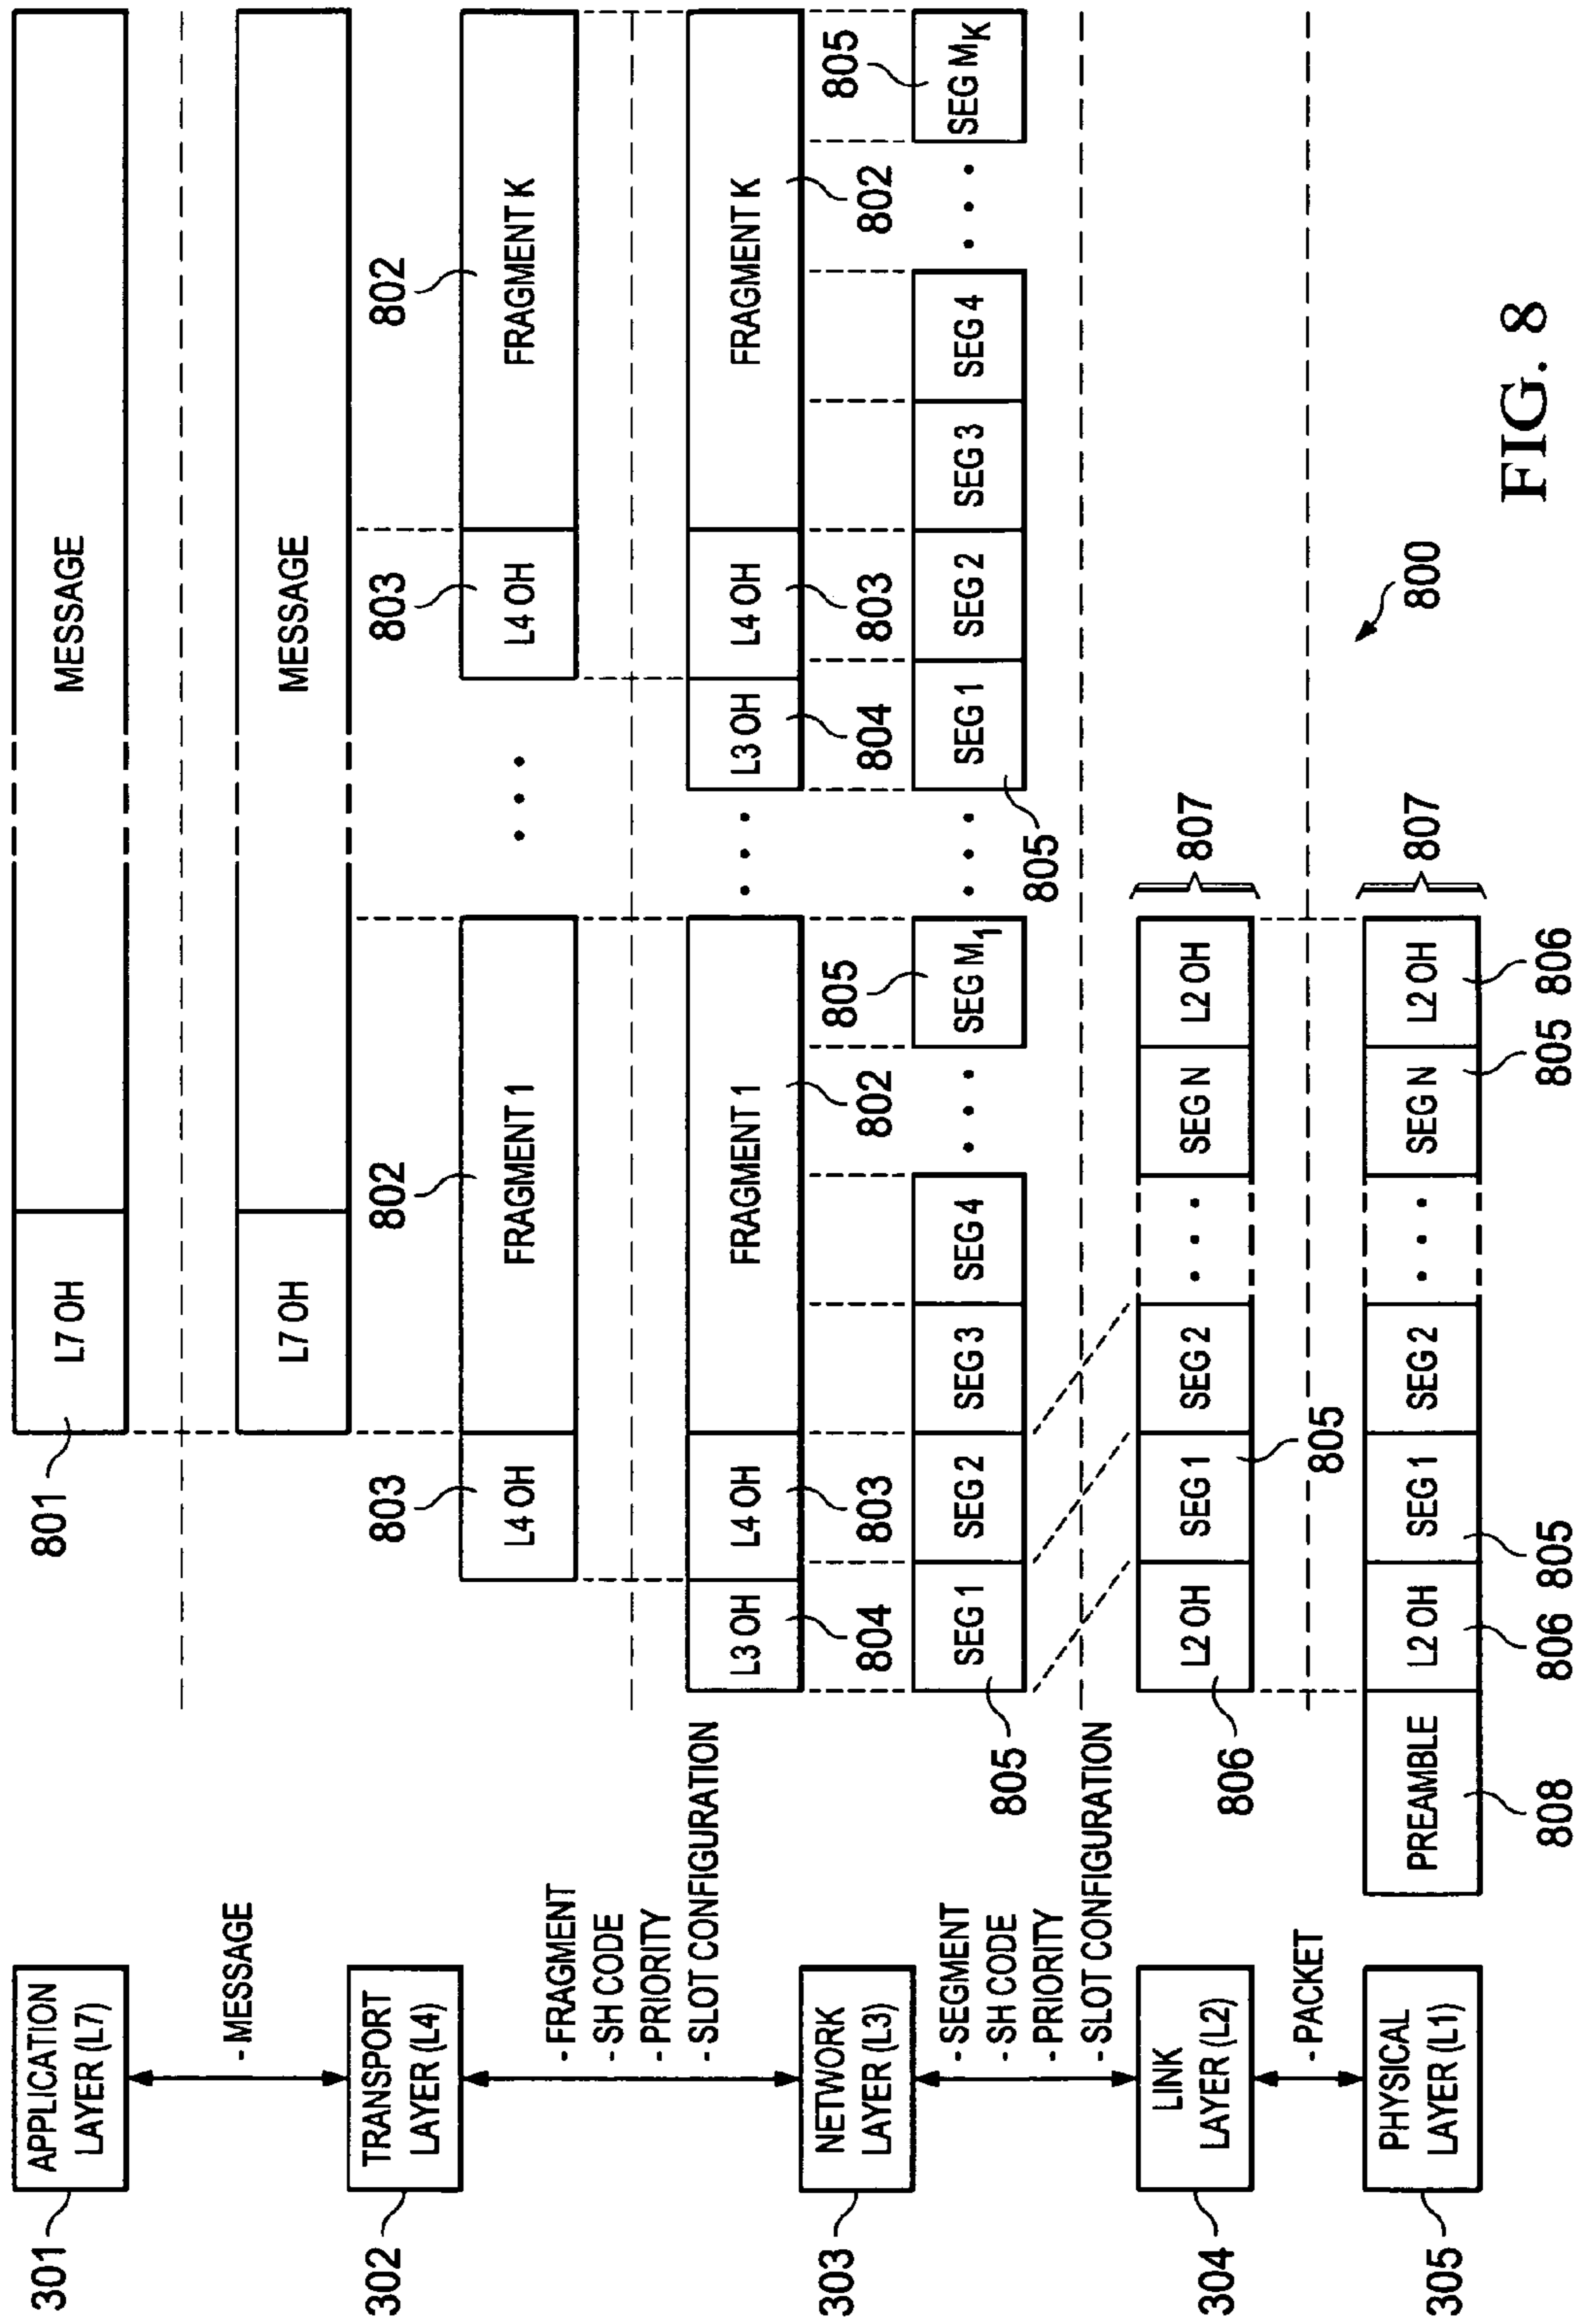 301
APPLICATION
LAYER (L7)
801
L7 OH
MESSAGE
- MESSAGE
L7 OH
MESSAGE
302
TRANSPORT
LAYER (L4)
803
802
803
802
L4 OH
FRAGMENT 1
• • •
L4 OH
FRAGMENT K
- FRAGMENT
- SH CODE
- PRIORITY
- SLOT CONFIGURATION
L3 OH
L4 OH
FRAGMENT 1
• • •
L3 OH
L4 OH
FRAGMENT K
303
NETWORK
LAYER (L3)
804
803
802
805
804
803
802
805
SEG 1
SEG 2
SEG 3
SEG 4
• • •
SEG M1
• • •
SEG 1
SEG 2
SEG 3
SEG 4
• • •
SEG MK
805
805
- SEGMENT
- SH CODE
- PRIORITY
- SLOT CONFIGURATION
304
LINK
LAYER (L2)
L2 OH
SEG 1
SEG 2
• • •
SEG N
L2 OH
807
806
805
- PACKET
305
PHYSICAL
LAYER (L1)
PREAMBLE
L2 OH
SEG 1
SEG 2
• • •
SEG N
L2 OH
807
808
806
805
805
806
800
FIG. 8